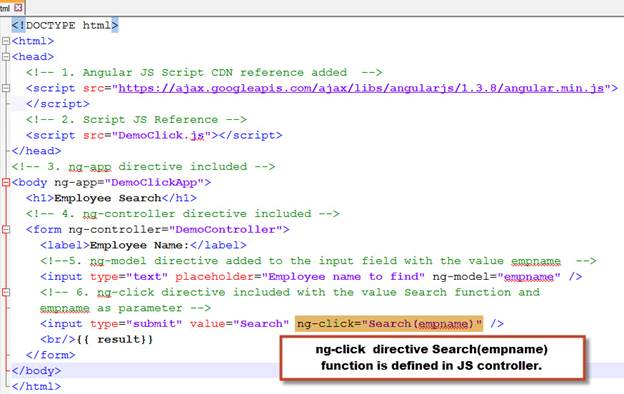 tml
<!DOCTYPE html>
<html>
<head>
<!-- 1. Angular JS Script CDN reference added -->
<script src="https://ajax.googleapis.com/ajax/libs/angularjs/1.3.8/angular.min.js">
</script>
<!-- 2. Script JS Reference -->
<script src="DemoClick.js"></script>
</head>
<!-- 3. ng-app directive included -->
<body ng-app="DemoClickApp">
<h1>Employee Search</h1>
<!-- 4. ng-controller directive included -->
<form ng-controller="DemoController">
<label>Employee Name:</label>
<!--5. ng-model directive added to the input field with the value empname -->
<input type="text" placeholder="Employee name to find" ng-model="empname" />
<!-- 6. ng-click directive included with the value Search function and
empname as parameter -->
<input type="submit" value="Search" ng-click="Search(empname)" />
<br/>{{ result}}
</form>
</body>
</html>
ng-click directive Search(empname)
function is defined in JS controller.